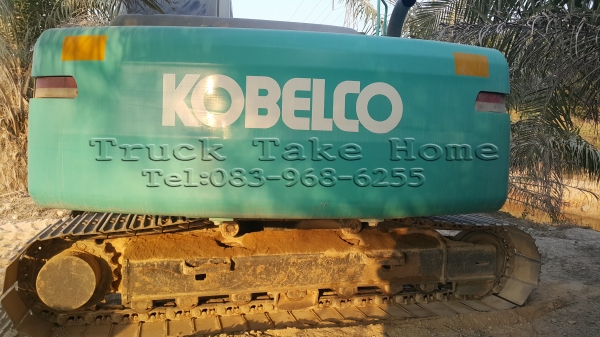 KOBELCO
Truck Take Home
Tel:083-968-6255